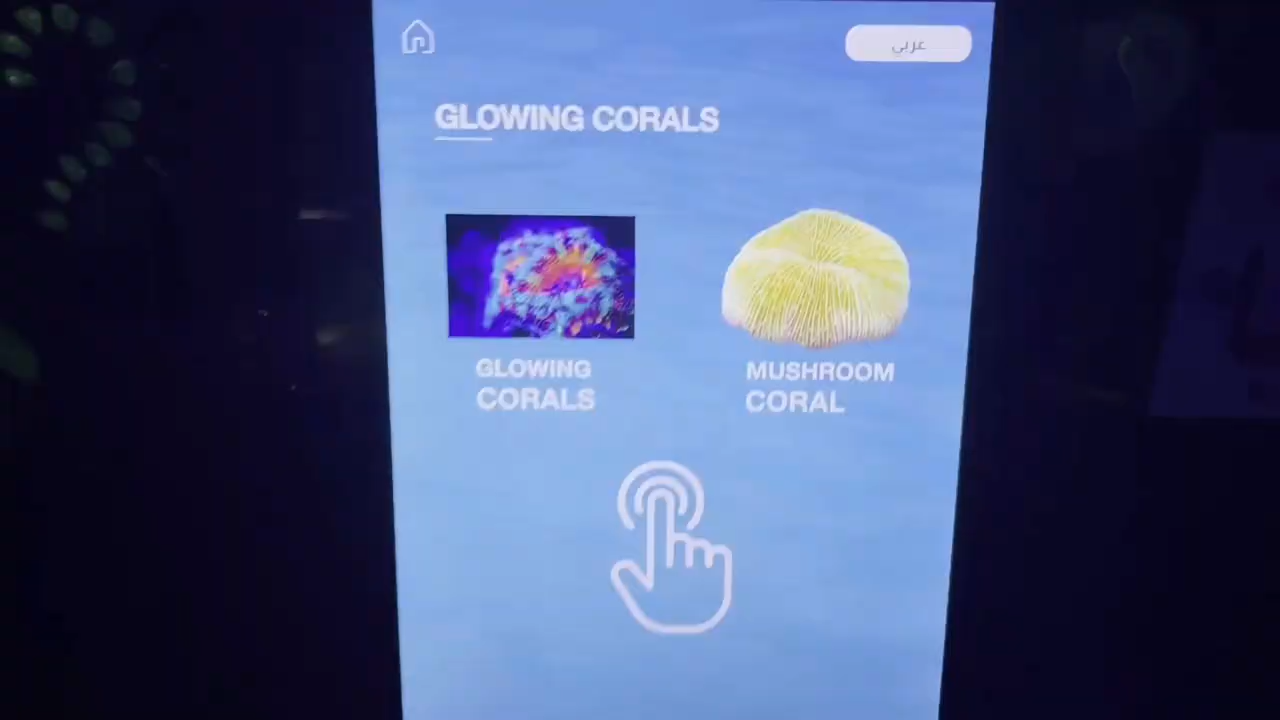 عربي
GLOWING CORALS
GLOWING
CORALS
MUSHROOM
CORAL